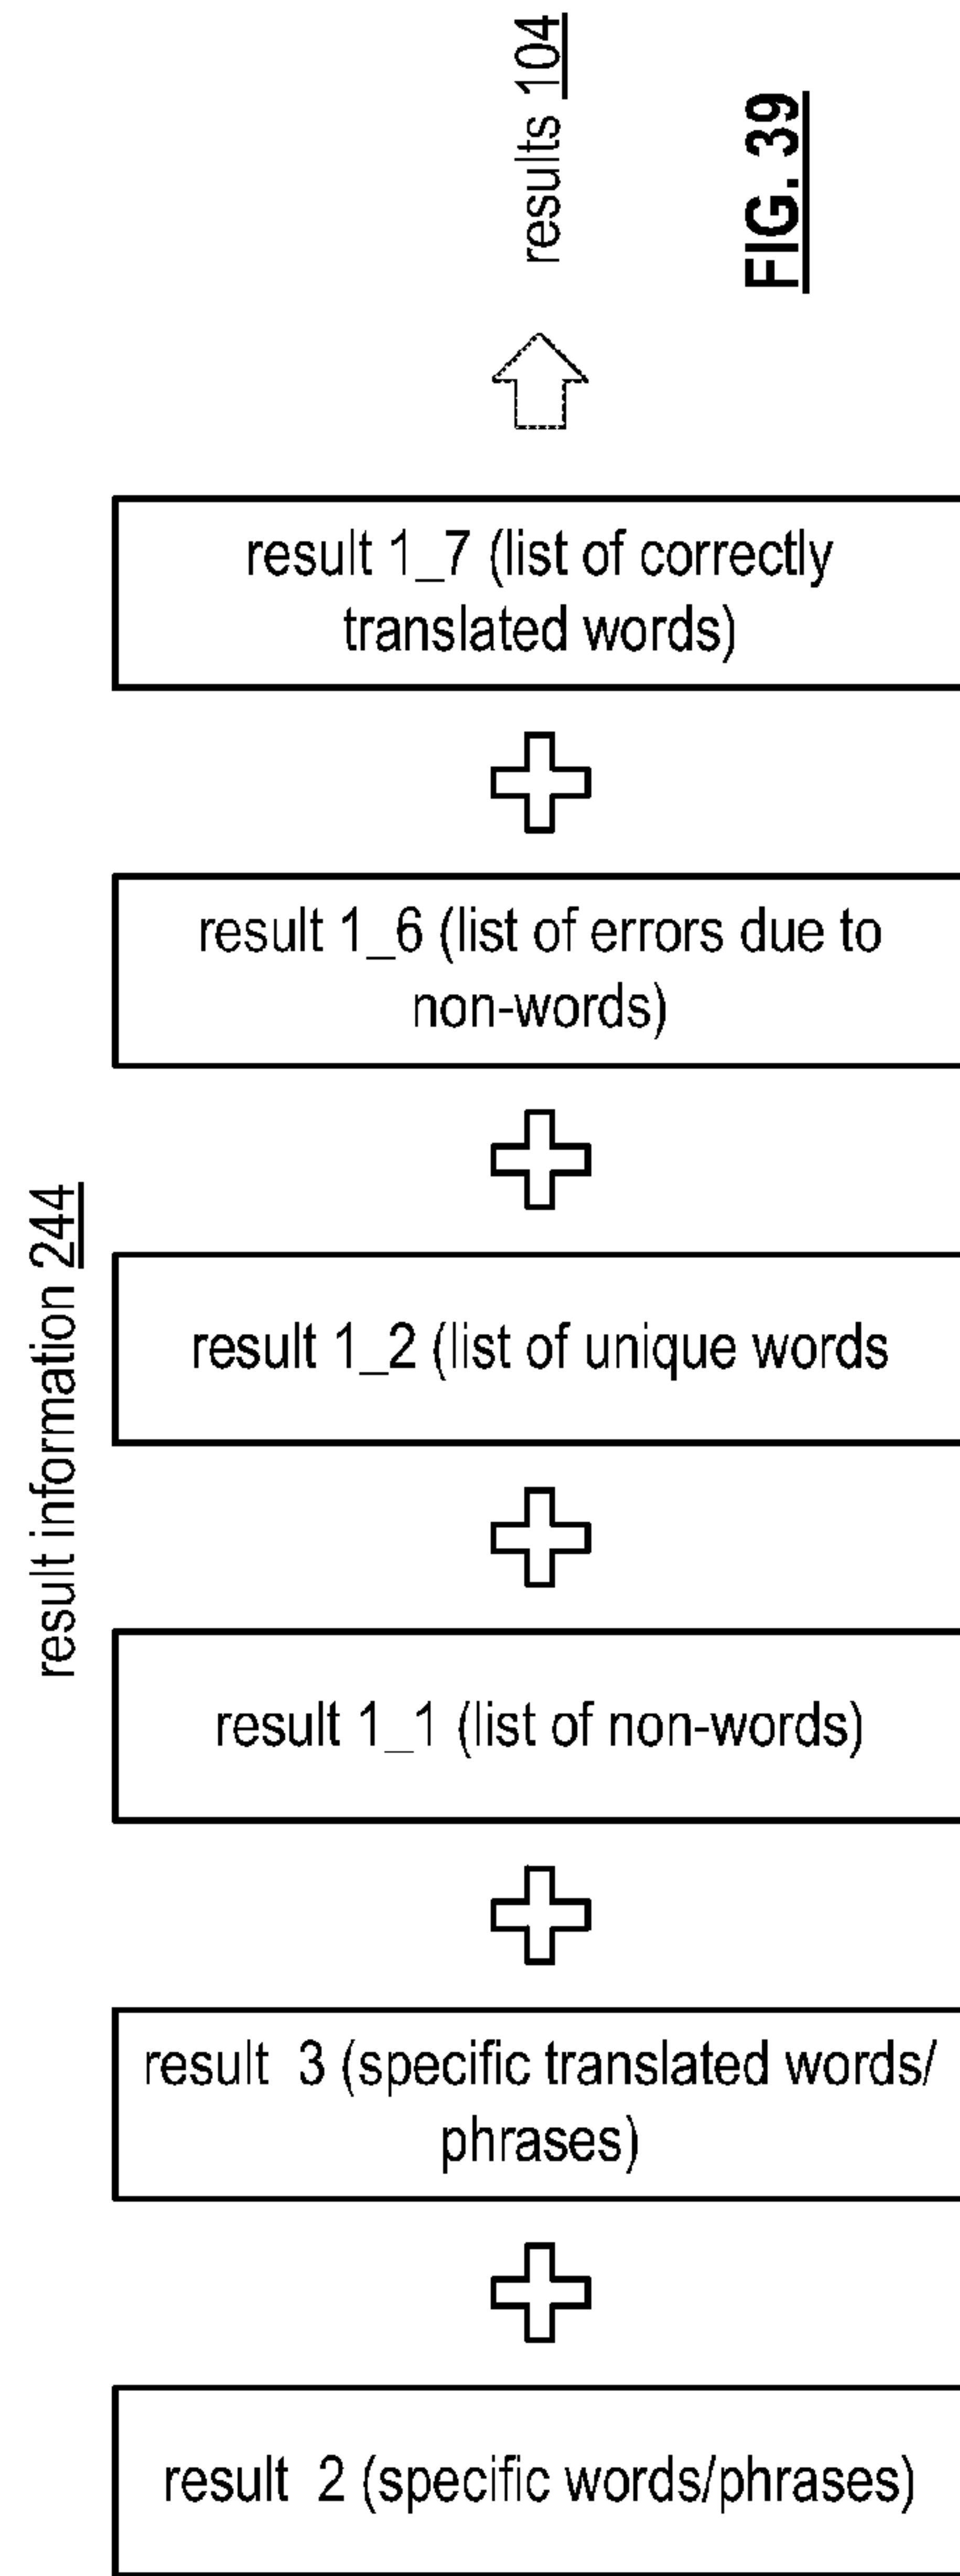 results 104
FIG. 39
result 1_7 (list of correctly
translated words)
result 1_6 (list of errors due to
non-words)
result information 244
result 1_2 (list of unique words
result 1_1 (list of non-words)
result 3 (specific translated words/
phrases)
result 2 (specific words/phrases)